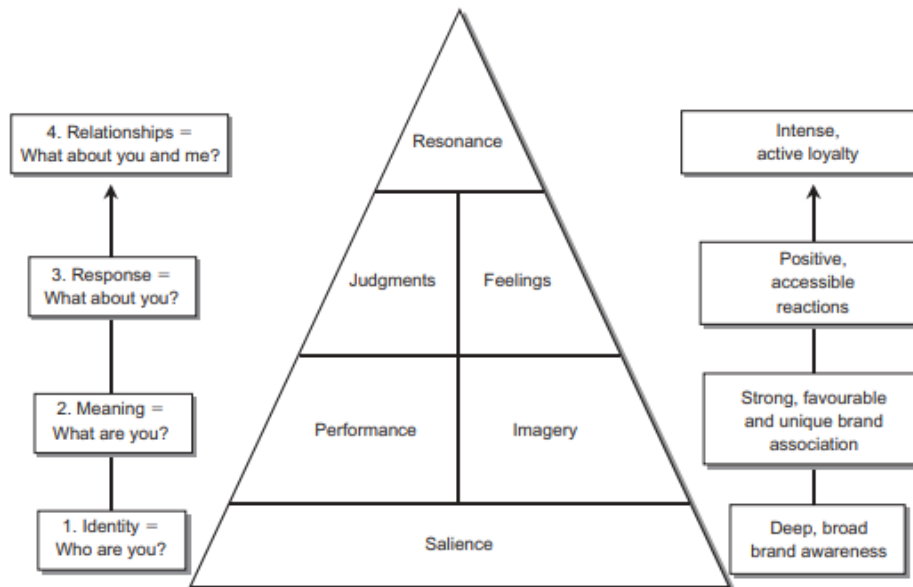 Resonance
4. Relationships =
What about you and me?
Intense,
active loyalty
Judgments
Feelings
3. Response =
What about you?
Positive,
accessible
reactions
Performance
Imagery
2. Meaning =
What are you?
Strong, favourable
and unique brand
association
Salience
1. Identity =
Who are you?
Deep, broad
brand awareness